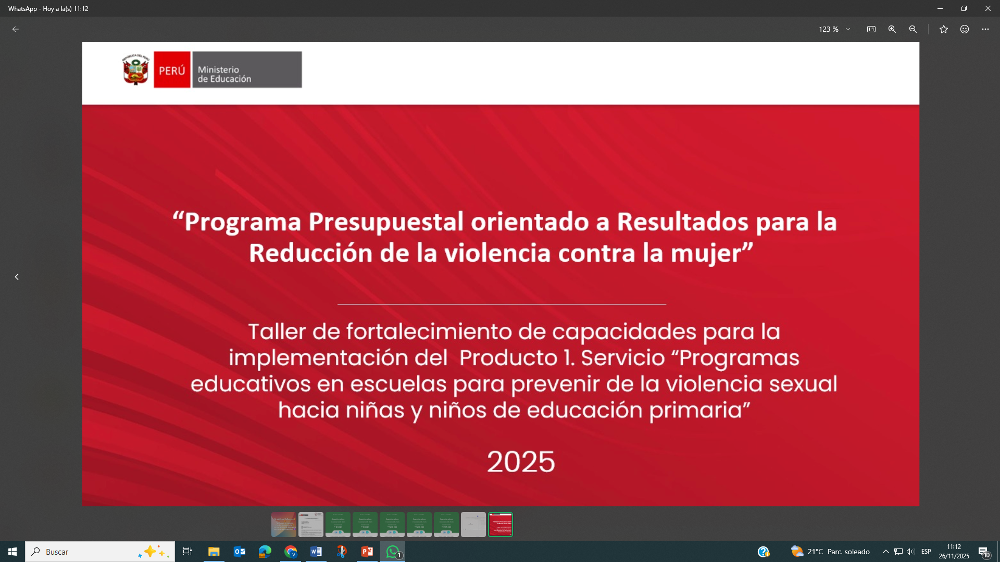 WhatsApp - Hoy a la(s) 11:12
123 %
PERÚ
Ministerio
de Educación
“Programa Presupuestal orientado a Resultados para la
Reducción de la violencia contra la mujer”
Taller de fortalecimiento de capacidades para la
implementación del Producto 1. Servicio “Programas
educativos en escuelas para prevenir de la violencia sexual
hacia niñas y niños de educación primaria”
2025
Buscar
1
21°C Parc. soleado
ESP
11:12
26/11/2025
10